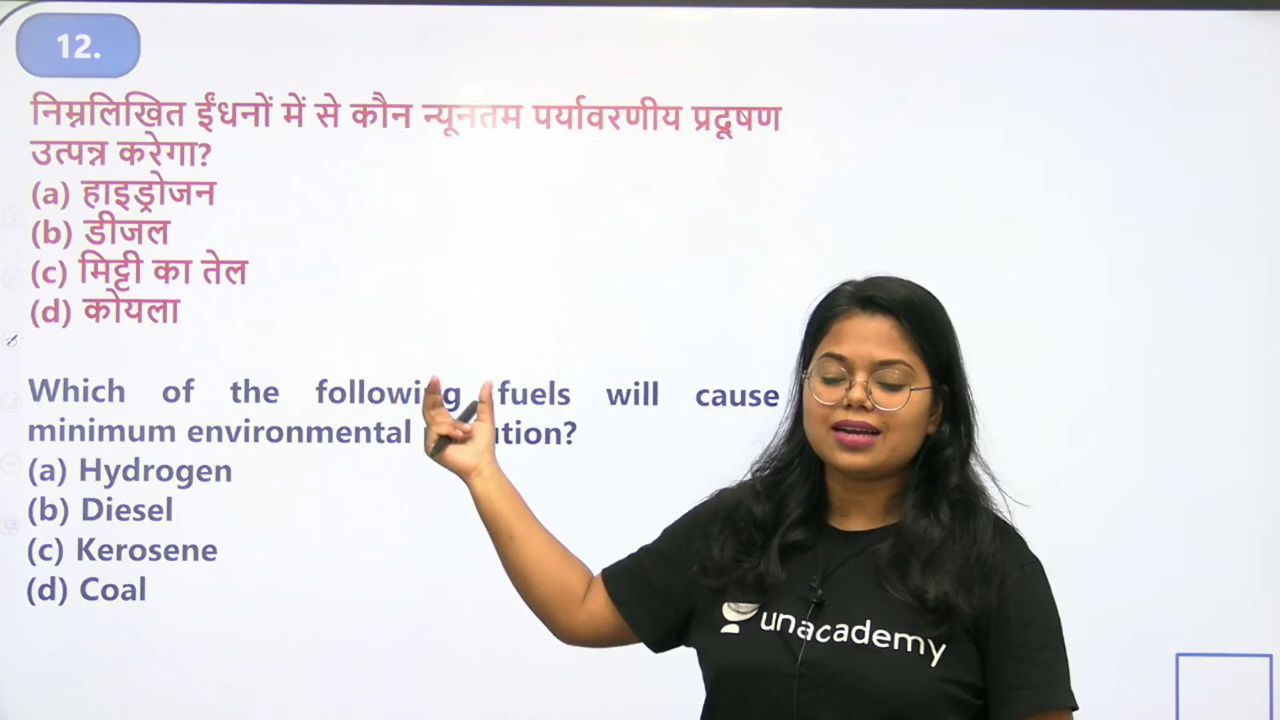 12.
निम्नलिखित ईंधनों में से कौन न्यूनतम पर्यावरणीय प्रदूषण
उत्पन्न करेगा?
(a) हाइड्रोजन
(b) डीजल
(c) मिट्टी का तेल
(d) कोयला
Which of the following fuels will cause
minimum environmental
(a) Hydrogen
(b) Diesel
(c) Kerosene
(d) Coal
unacademy